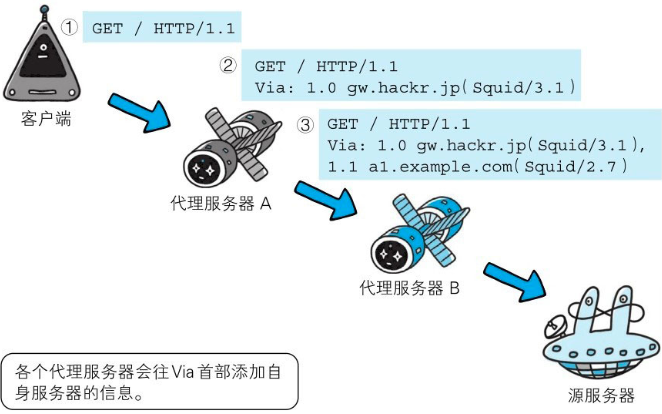 ① GET / HTTP/1.1
② GET / HTTP/1.1
Via: 1.0 gw.hackr.jp(Squid/3.1)
客户端
③ GET / HTTP/1.1
Via: 1.0 gw.hackr.jp(Squid/3.1),
1.1 a1.example.com(Squid/2.7)
代理服务器 A
代理服务器 B
各个代理服务器会往Via首部添加自
身服务器的信息。
源服务器